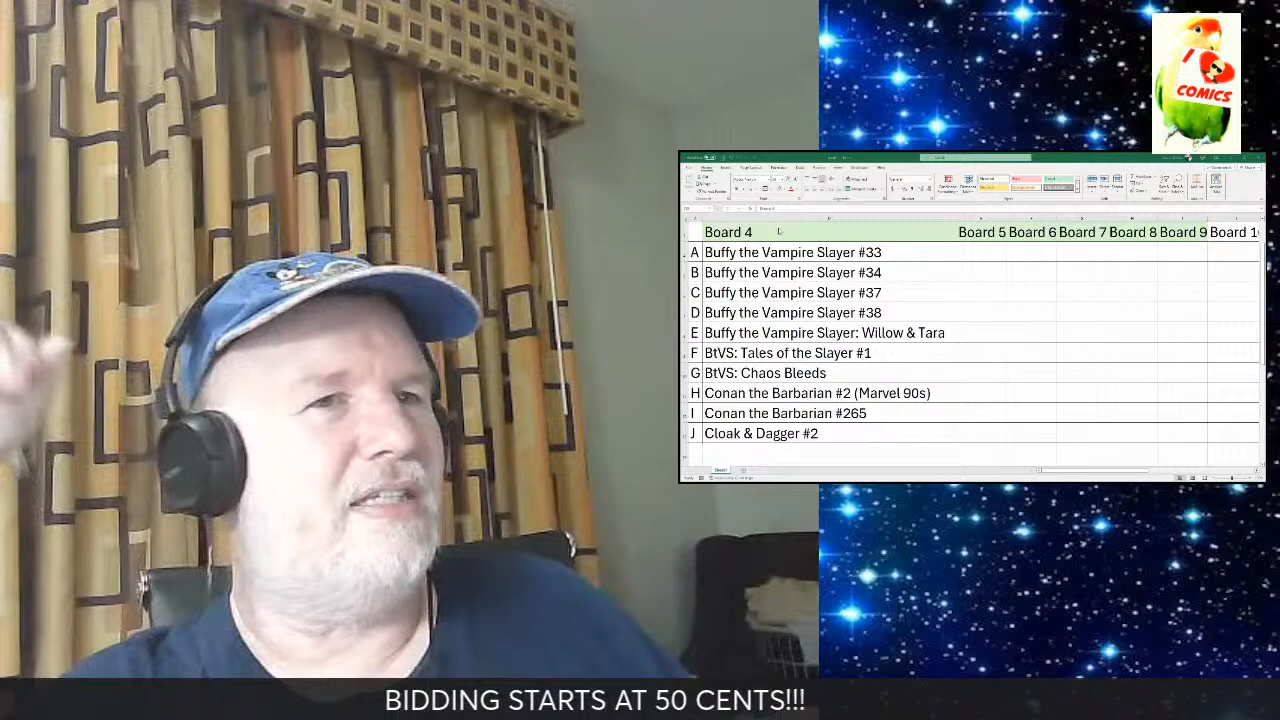 I
COMICS
Board 4 Board 5 Board 6 Board 7 Board 8 Board 9 Board 1
A Buffy the Vampire Slayer #33
B Buffy the Vampire Slayer #34
C Buffy the Vampire Slayer #37
D Buffy the Vampire Slayer #38
E Buffy the Vampire Slayer: Willow & Tara
F BtVS: Tales of the Slayer #1
G BtVS: Chaos Bleeds
H Conan the Barbarian #2 (Marvel 90s)
I Conan the Barbarian #265
J Cloak & Dagger #2
BIDDING STARTS AT 50 CENTS!!!